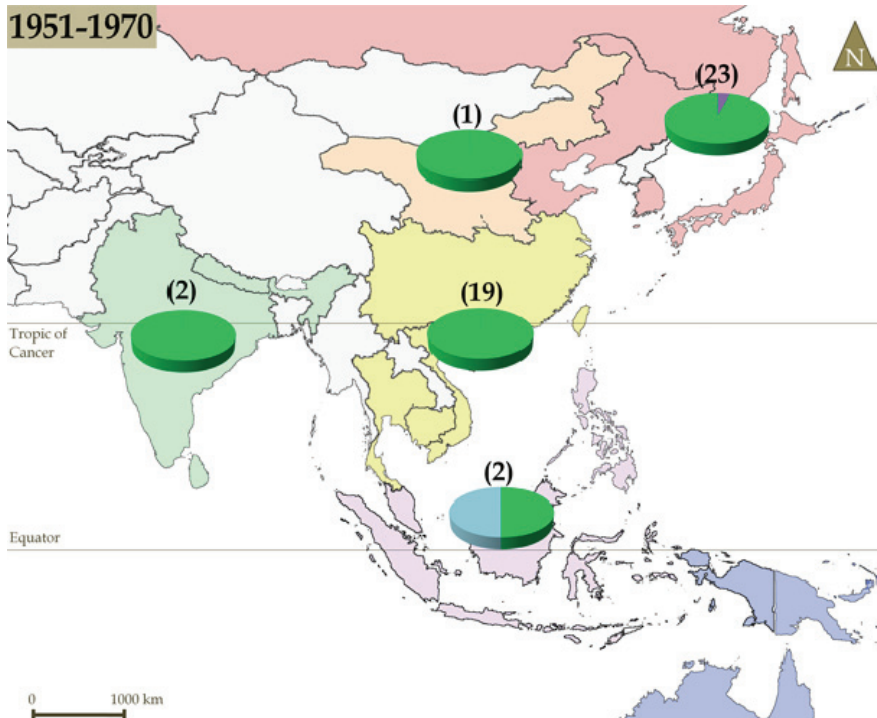 1951-1970
N
(23)
(1)
(2)
(19)
Tropic of
Cancer
(2)
Equator
0 1000 km